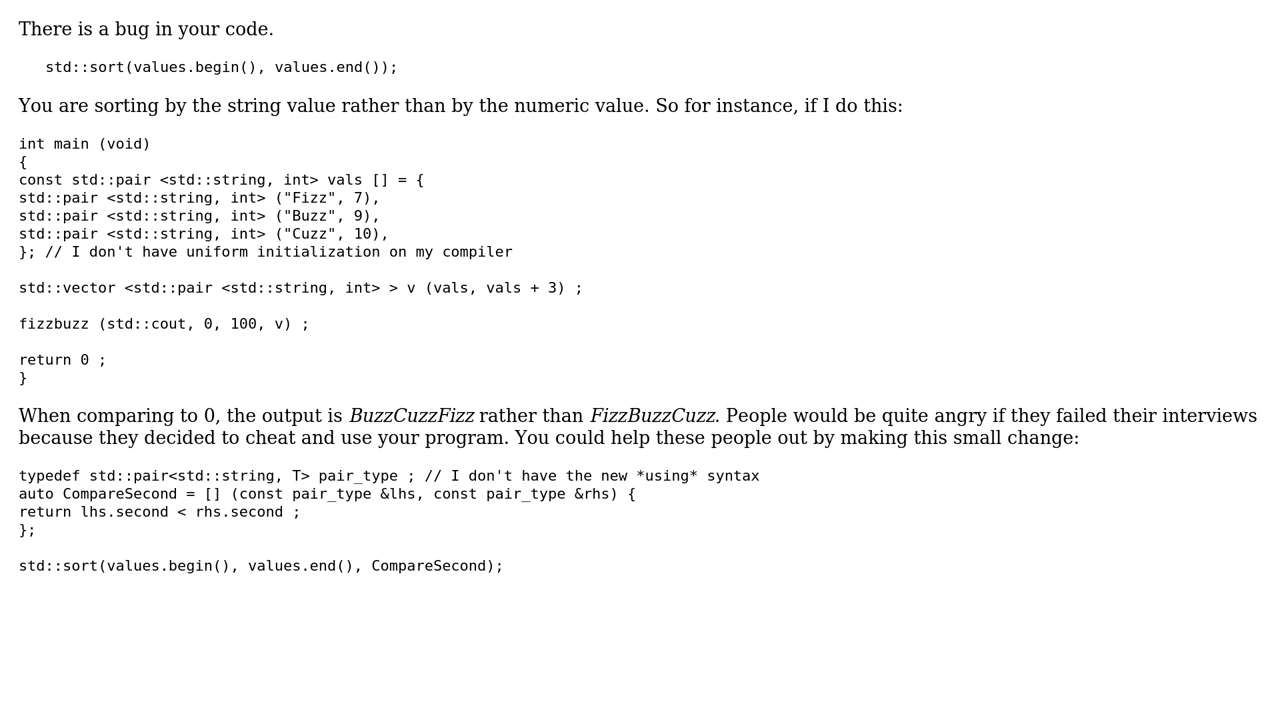 There is a bug in your code.
std::sort(values.begin(), values.end());
You are sorting by the string value rather than by the numeric value. So for instance, if I do this:
int main (void)
{
const std::pair <std::string, int> vals [] = {
std::pair <std::string, int> ("Fizz", 7),
std::pair <std::string, int> ("Buzz", 9),
std::pair <std::string, int> ("Cuzz", 10),
}; // I don't have uniform initialization on my compiler
std::vector <std::pair <std::string, int> > v (vals, vals + 3) ;
fizzbuzz (std::cout, 0, 100, v) ;
return 0 ;
}
When comparing to 0, the output is BuzzCuzzFizz rather than FizzBuzzCuzz. People would be quite angry if they failed their interviews
because they decided to cheat and use your program. You could help these people out by making this small change:
typedef std::pair<std::string, T> pair_type ; // I don't have the new *using* syntax
auto CompareSecond = [] (const pair_type &lhs, const pair_type &rhs) {
return lhs.second < rhs.second ;
};
std::sort(values.begin(), values.end(), CompareSecond);